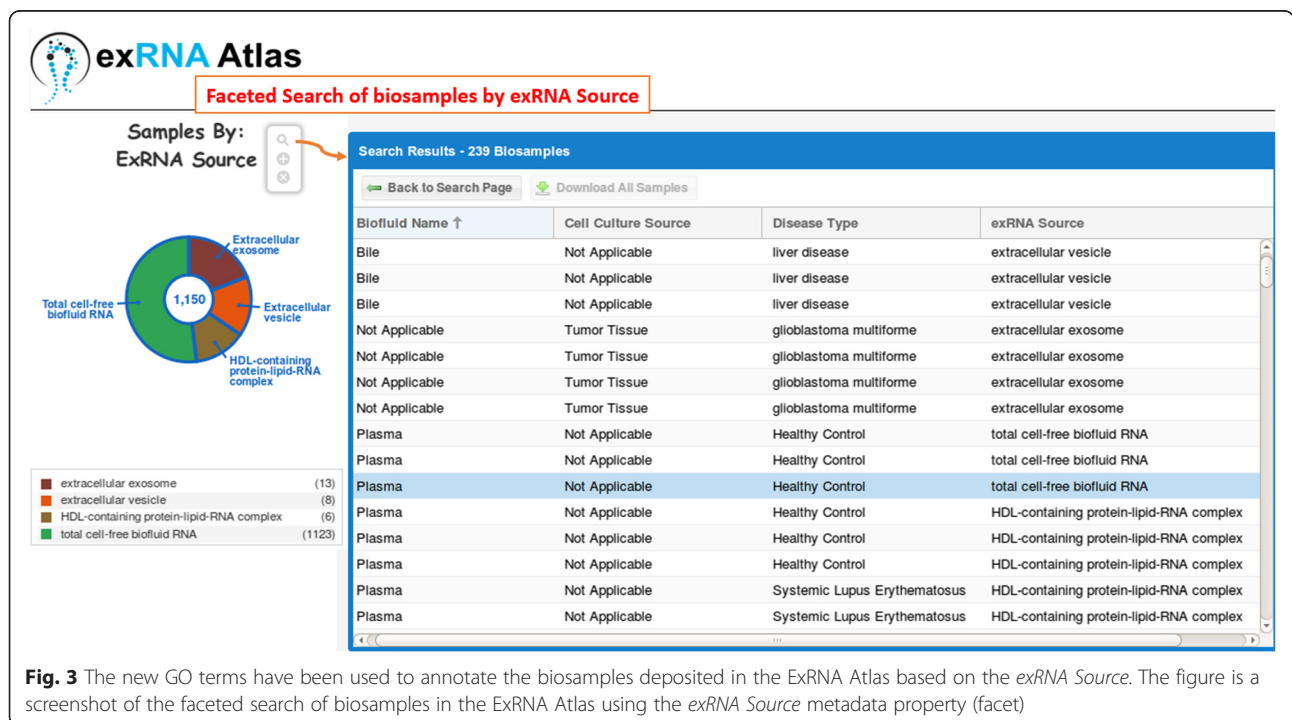 exRNA Atlas
Faceted Search of biosamples by exRNA Source
Samples By:
ExRNA Source
Extracellular
exosome
Total cell-free
biofluid RNA
1,150
Extracellular
vesicle
HDL-containing
protein-lipid-RNA
complex
extracellular exosome (13)
extracellular vesicle (8)
HDL-containing protein-lipid-RNA complex (6)
total cell-free biofluid RNA (1123)
Search Results - 239 Biosamples
Back to Search Page Download All Samples
Biofluid Name ↑ Cell Culture Source Disease Type exRNA Source
Bile Not Applicable liver disease extracellular vesicle
Bile Not Applicable liver disease extracellular vesicle
Bile Not Applicable liver disease extracellular vesicle
Not Applicable Tumor Tissue glioblastoma multiforme extracellular exosome
Not Applicable Tumor Tissue glioblastoma multiforme extracellular exosome
Not Applicable Tumor Tissue glioblastoma multiforme extracellular exosome
Not Applicable Tumor Tissue glioblastoma multiforme extracellular exosome
Plasma Not Applicable Healthy Control total cell-free biofluid RNA
Plasma Not Applicable Healthy Control total cell-free biofluid RNA
Plasma Not Applicable Healthy Control total cell-free biofluid RNA
Plasma Not Applicable Healthy Control HDL-containing protein-lipid-RNA complex
Plasma Not Applicable Healthy Control HDL-containing protein-lipid-RNA complex
Plasma Not Applicable Healthy Control HDL-containing protein-lipid-RNA complex
Plasma Not Applicable Systemic Lupus Erythematosus HDL-containing protein-lipid-RNA complex
Plasma Not Applicable Systemic Lupus Erythematosus HDL-containing protein-lipid-RNA complex
Fig. 3 The new GO terms have been used to annotate the biosamples deposited in the ExRNA Atlas based on the exRNA Source. The figure is a
screenshot of the faceted search of biosamples in the ExRNA Atlas using the exRNA Source metadata property (facet)